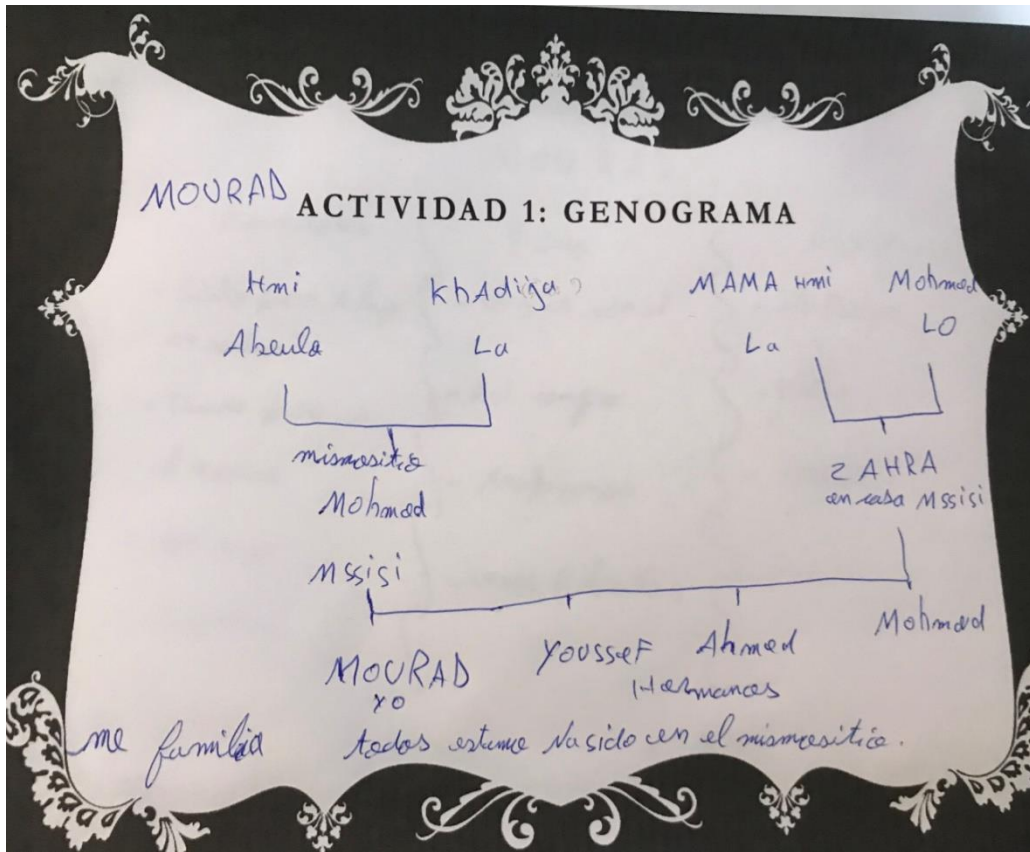 MOURAD
ACTIVIDAD 1: GENOGRAMA
Hmi KhAdija MAMA Hmi Mohmed
Abeula La La LO
mismositio ZAHRA
Mohmed en casa Mssisi
Mssisi
MOURAD YOUSSEF Ahmed Mohmed
YO Hermanos
me familia todos estume Nasido en el mismositio.